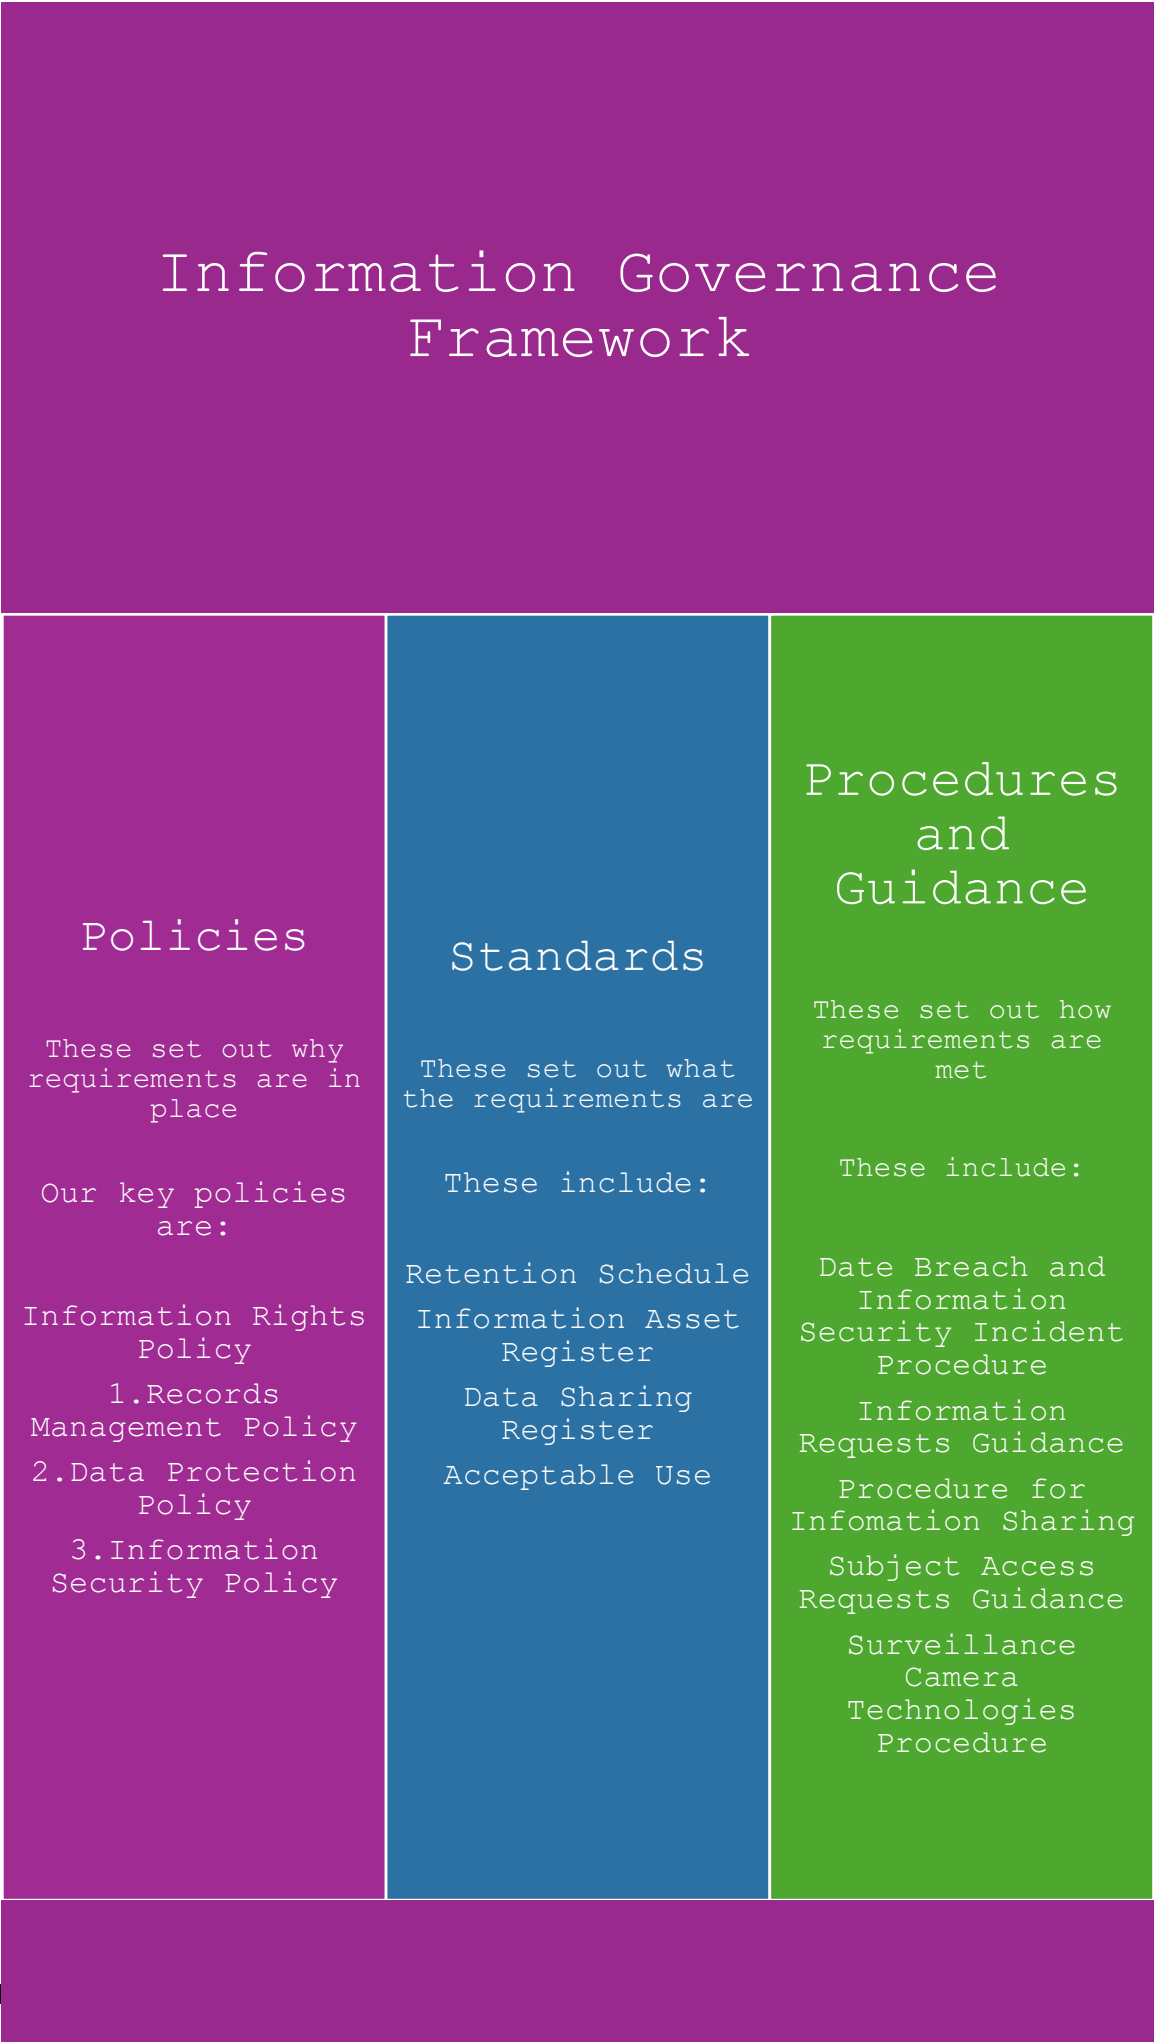 Information Governance
Framework
Policies
These set out why
requirements are in
place
Our key policies
are:
Information Rights
Policy
1.Records
Management Policy
2.Data Protection
Policy
3.Information
Security Policy
Standards
These set out what
the requirements are
These include:
Retention Schedule
Information Asset
Register
Data Sharing
Register
Acceptable Use
Procedures
and
Guidance
These set out how
requirements are
met
These include:
Date Breach and
Information
Security Incident
Procedure
Information
Requests Guidance
Procedure for
Infomation Sharing
Subject Access
Requests Guidance
Surveillance
Camera
Technologies
Procedure